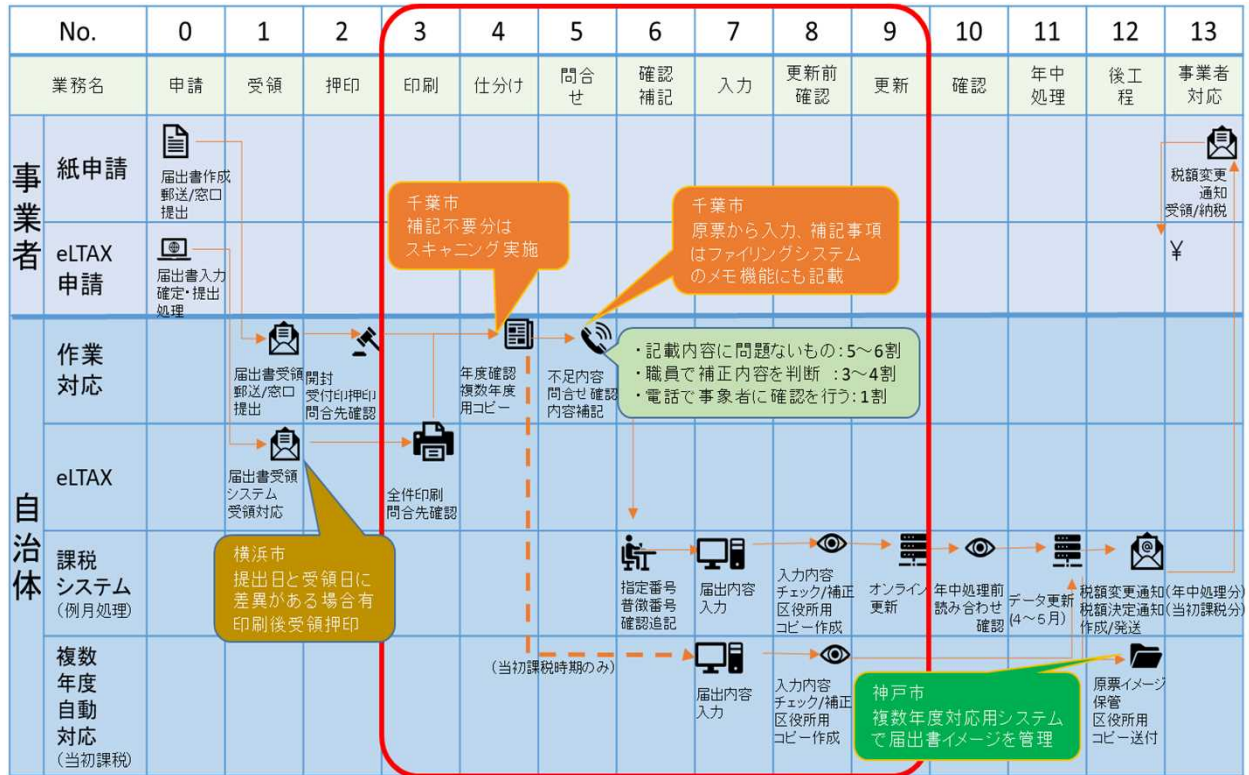 No. 0 1 2 3 4 5 6 7 8 9 10 11 12 13
業務名 申請 受領 押印 印刷 仕分け 問合せ 確認補記 入力 更新前確認 更新 確認 年中処理 後工程 事業者対応
事業者
紙申請
届出書作成
郵送/窓口
提出
千葉市
補記不要分は
スキャニング実施
千葉市
原票から入力、補記事項
はファイリングシステム
のメモ機能にも記載
税額変更
通知
受領/納税
eLTAX
申請
届出書入力
確定・提出
処理
¥
自治体
作業
対応
届出書受領
郵送/窓口
提出
開封
受付印押印
問合先確認
年度確認
複数年度
用コピー
不足内容
問合せ確認
内容補記
・記載内容に問題ないもの:5～6割
・職員で補正内容を判断 :3～4割
・電話で事象者に確認を行う:1割
eLTAX
届出書受領
システム
受領対応
全件印刷
問合先確認
横浜市
提出日と受領日に
差異がある場合有
印刷後受領押印
課税
システム
(例月処理)
指定番号
普徴番号
確認追記
届出内容
入力
入力内容
チェック/補正
区役所用
コピー作成
オンライン
更新
年中処理前
読み合わせ
確認
データ更新
(4～5月)
税額変更通知
税額決定通知
作成/発送
(年中処理分)
(当初課税分)
複数
年度
自動
対応
(当初課税)
(当初課税時期のみ)
届出内容
入力
入力内容
チェック/補正
区役所用
コピー作成
神戸市
複数年度対応用システム
で届出書イメージを管理
原票イメージ
保管
区役所用
コピー送付